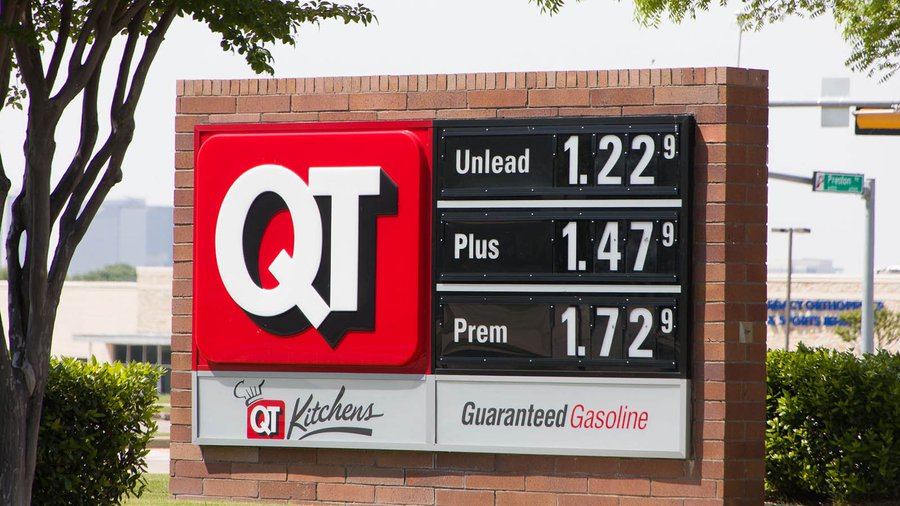 QT
Unlead 1.22 9
Plus 1.47 9
Prem 1.72 9
QT Kitchens
Guaranteed Gasoline
Preston